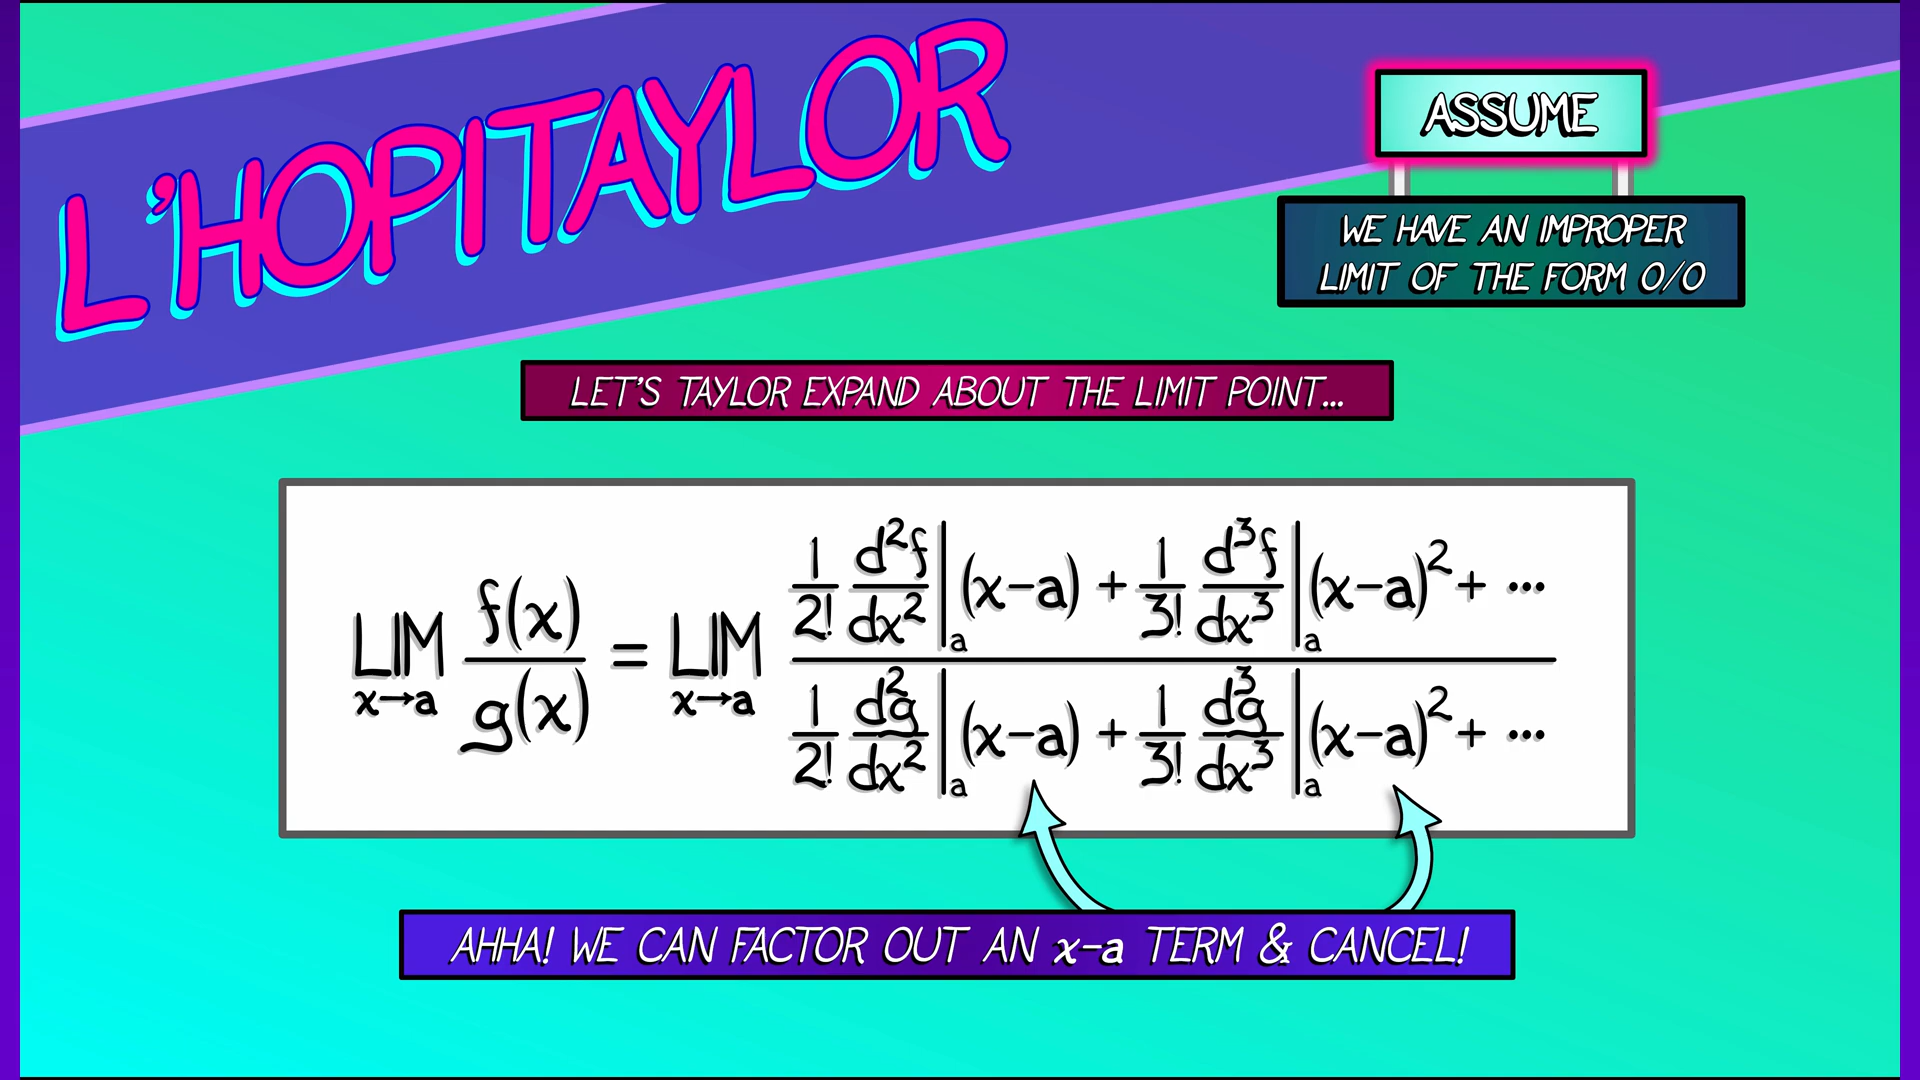 L'HOPITAYLOR
ASSUME
WE HAVE AN IMPROPER
LIMIT OF THE FORM 0/0
LET'S TAYLOR EXPAND ABOUT THE LIMIT POINT...
LIM x→a f(x)/g(x) = LIM x→a
1/2! d²f/dx²|a (x-a) + 1/3! d³f/dx³|a (x-a)² + ...
1/2! d²g/dx²|a (x-a) + 1/3! d³g/dx³|a (x-a)² + ...
AHHA! WE CAN FACTOR OUT AN x-a TERM & CANCEL!